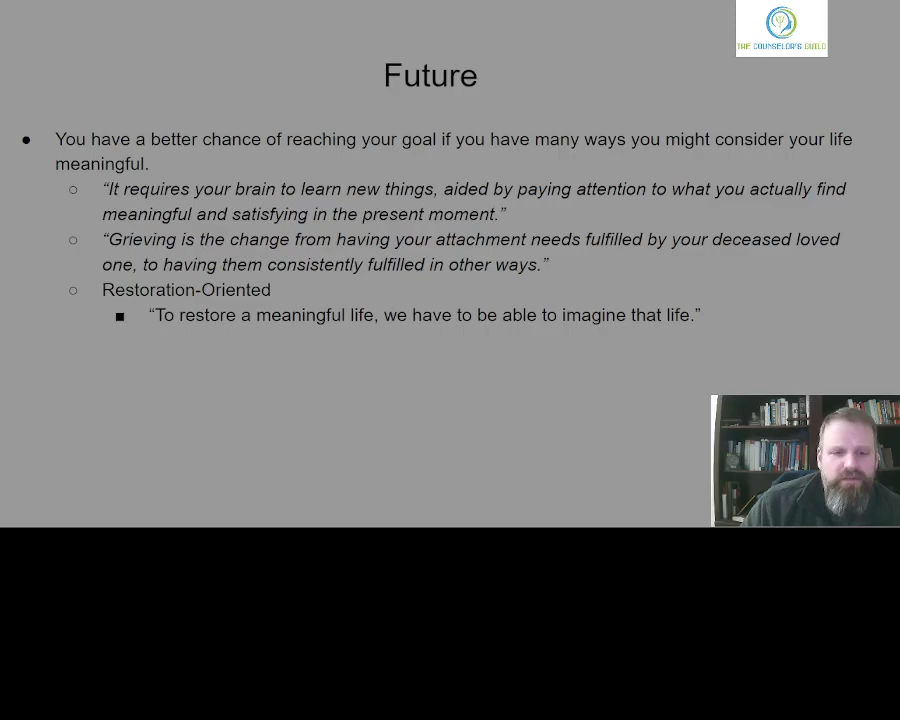 THE COUNSELOR'S GUILD
Future
● You have a better chance of reaching your goal if you have many ways you might consider your life
meaningful.
○ “It requires your brain to learn new things, aided by paying attention to what you actually find
meaningful and satisfying in the present moment.”
○ “Grieving is the change from having your attachment needs fulfilled by your deceased loved
one, to having them consistently fulfilled in other ways.”
○ Restoration-Oriented
■ “To restore a meaningful life, we have to be able to imagine that life.”